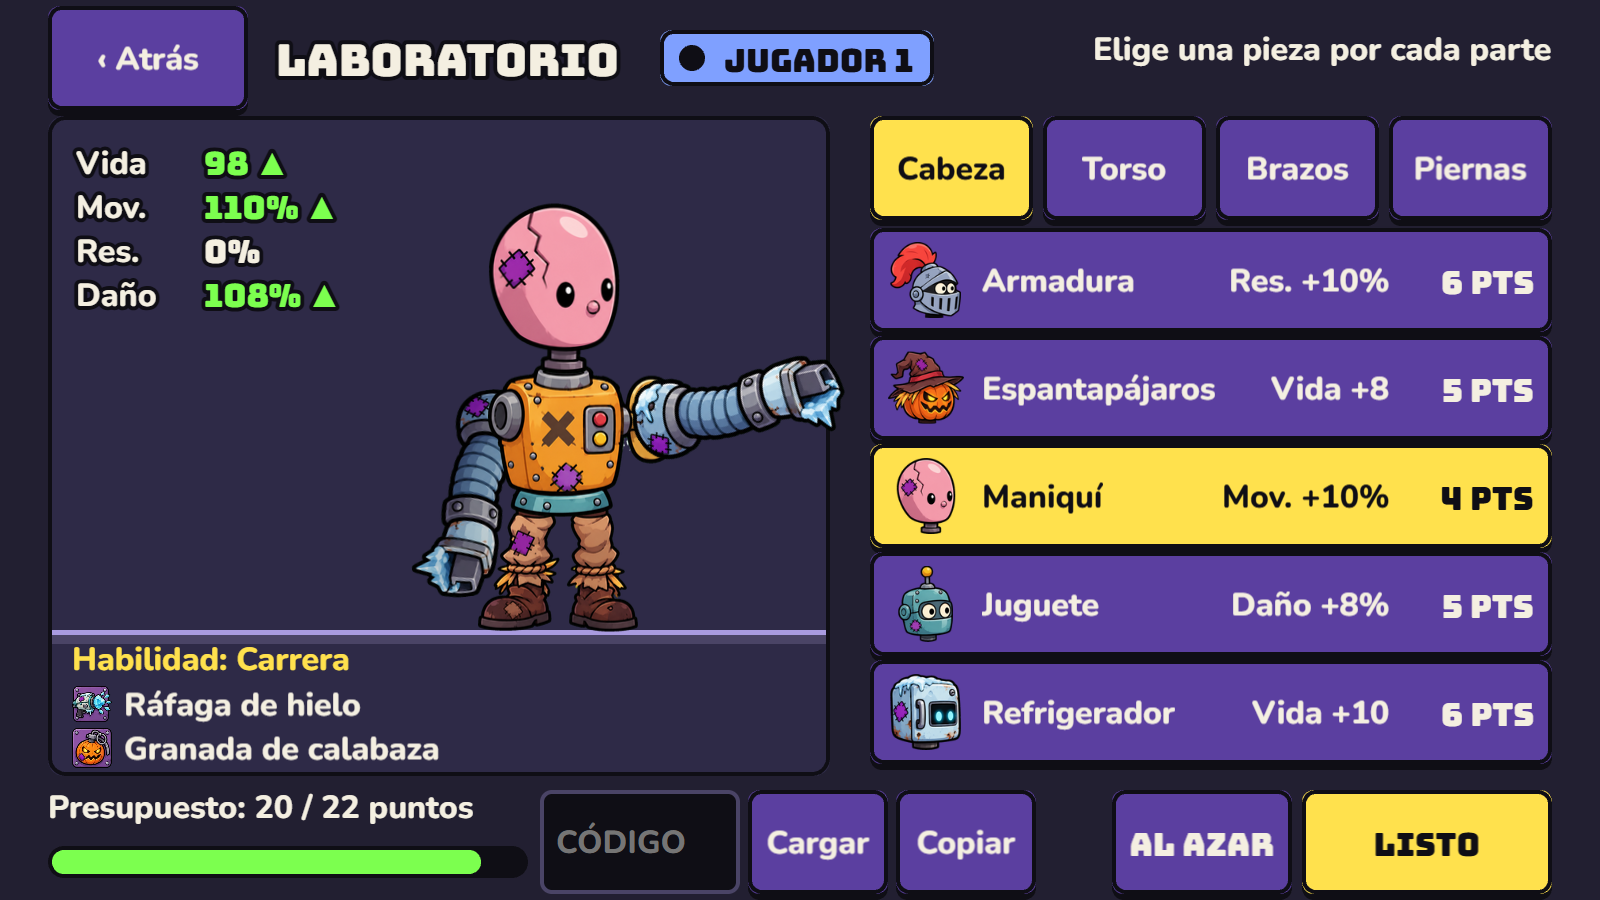 ‹ Atrás
LABORATORIO
JUGADOR 1
Elige una pieza por cada parte
Vida 98 ▲
Mov. 110% ▲
Res. 0%
Daño 108% ▲
Habilidad: Carrera
Ráfaga de hielo
Granada de calabaza
Cabeza Torso Brazos Piernas
Armadura Res. +10% 6 PTS
Espantapájaros Vida +8 5 PTS
Maniquí Mov. +10% 4 PTS
Juguete Daño +8% 5 PTS
Refrigerador Vida +10 6 PTS
Presupuesto: 20 / 22 puntos
CÓDIGO
Cargar
Copiar
AL AZAR
LISTO